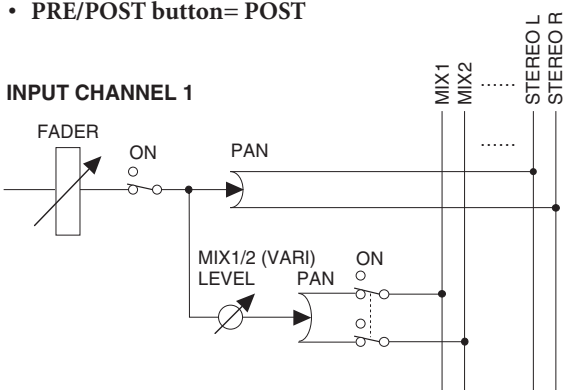 • PRE/POST button= POST
INPUT CHANNEL 1
FADER
ON
PAN
MIX1
MIX2
......
STEREO L
STEREO R
......
MIX1/2 (VARI)
LEVEL
PAN
ON